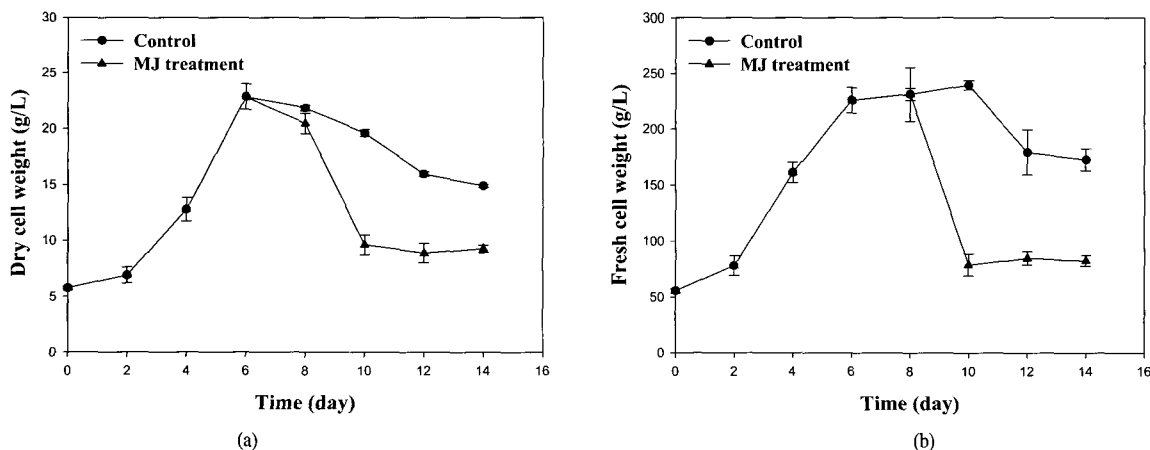 30
25
20
15
10
5
0
Dry cell weight (g/L)
Control
MJ treatment
0 2 4 6 8 10 12 14 16
Time (day)
(a)
300
250
200
150
100
50
0
Fresh cell weight (g/L)
Control
MJ treatment
0 2 4 6 8 10 12 14 16
Time (day)
(b)